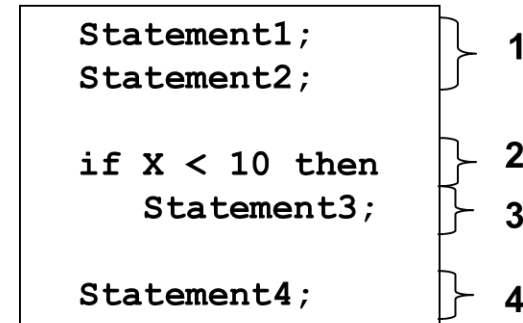 Statement1; 1
Statement2;
if X < 10 then 2
Statement3; 3
Statement4; 4